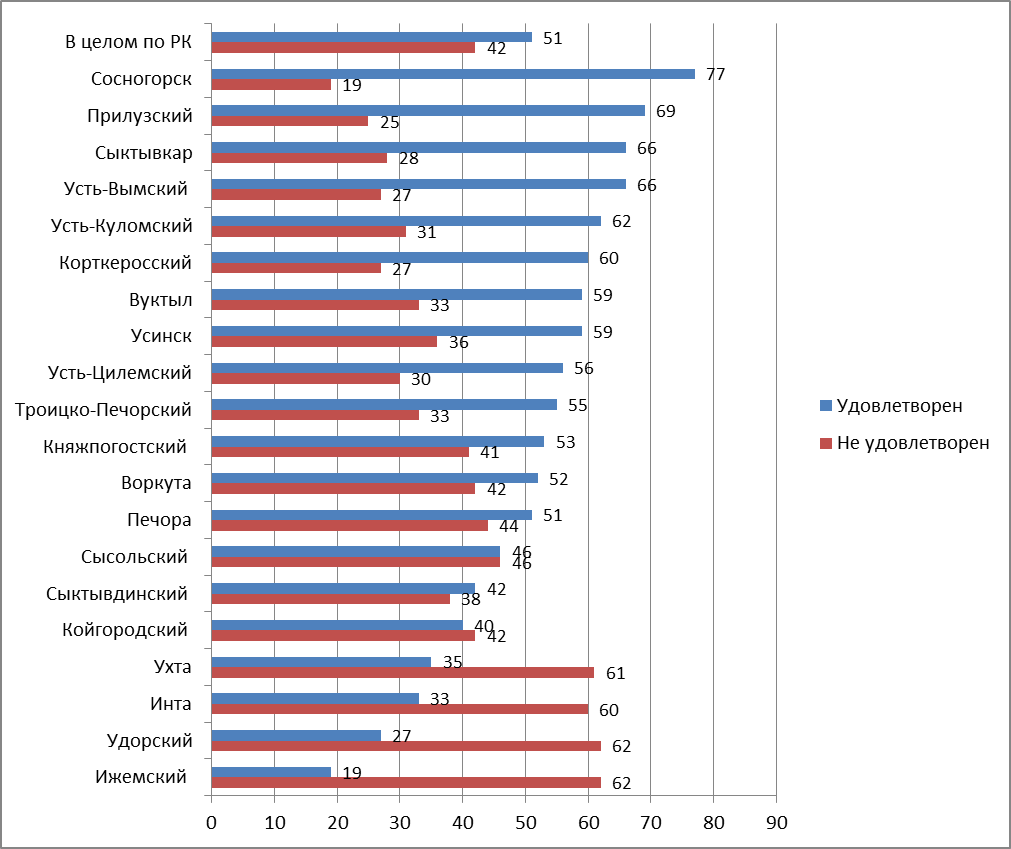 В целом по РК 51
42
Сосногорск 77
19
Прилузский 69
25
Сыктывкар 66
28
Усть-Вымский 66
27
Усть-Куломский 62
31
Корткеросский 60
27
Вуктыл 59
33
Усинск 59
36
Усть-Цилемский 56
30
Троицко-Печорский 55
33
Княжпогостский 53
41
Воркута 52
42
Печора 51
44
Сысольский 46
46
Сыктывдинский 42
38
Койгородский 40
42
Ухта 35
61
Инта 33
60
Удорский 27
62
Ижемский 19
62
0 10 20 30 40 50 60 70 80 90
Удовлетворен
Не удовлетворен